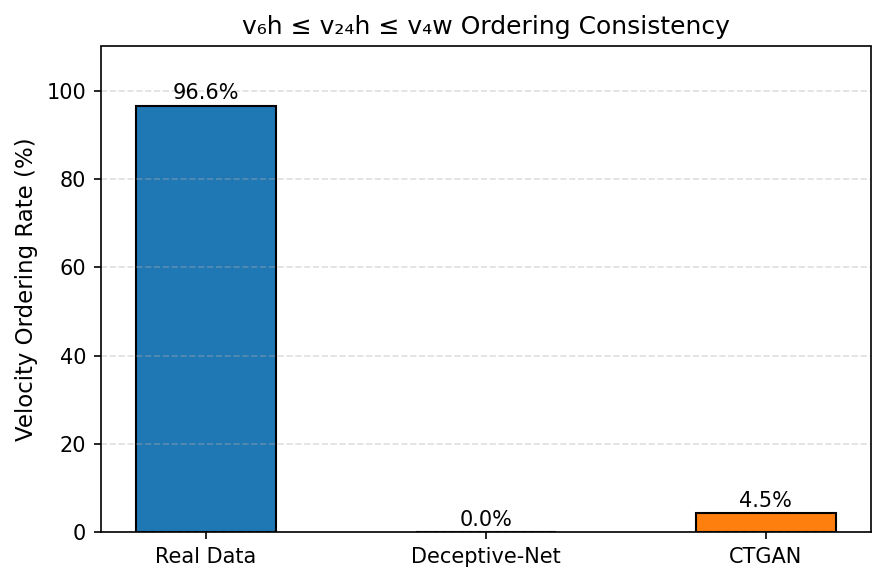 v₆h ≤ v₂₄h ≤ v₄w Ordering Consistency
Velocity Ordering Rate (%)
100
80
60
40
20
0
96.6%
0.0%
4.5%
Real Data
Deceptive-Net
CTGAN